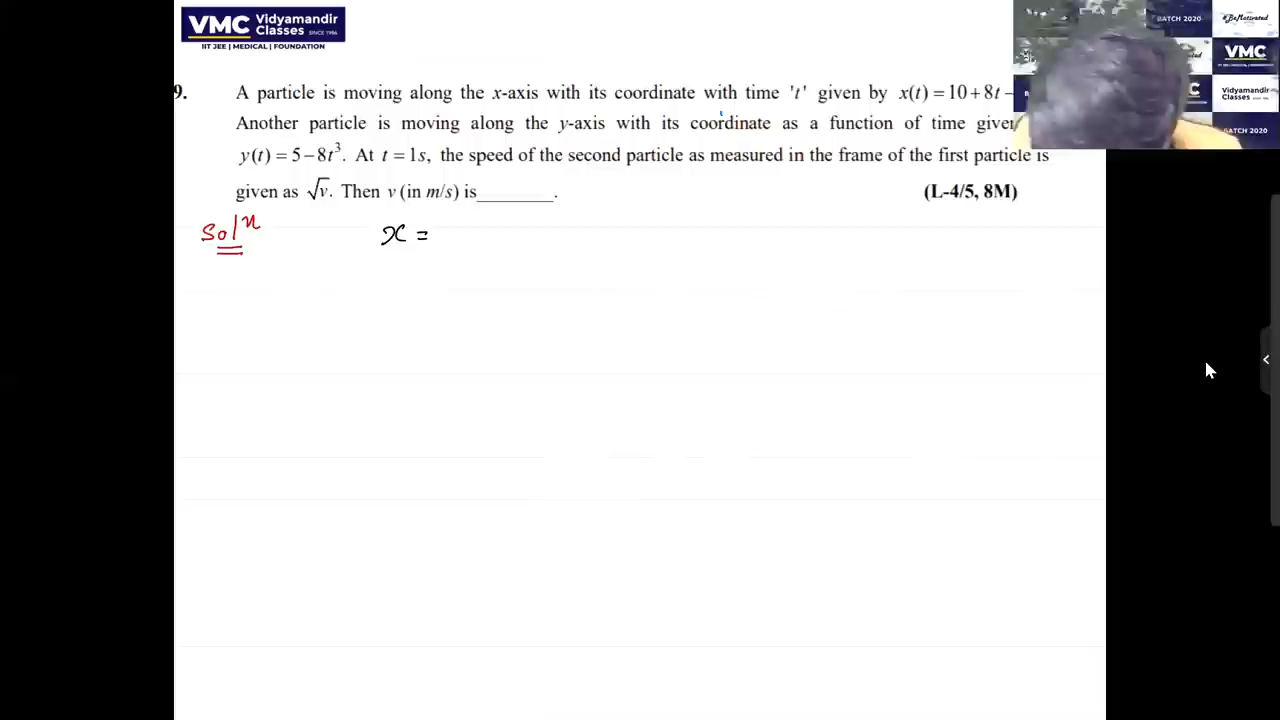 VMC Vidyamandir Classes SINCE 1986
IIT JEE | MEDICAL | FOUNDATION
BATCH 2020
#BeMotivated
VMC
Vidyamandir
Classes
BATCH 2020
9. A particle is moving along the x-axis with its coordinate with time 't' given by x(t) = 10 + 8t −
Another particle is moving along the y-axis with its coordinate as a function of time
y(t) = 5 − 8t³. At t = 1s, the speed of the second particle as measured in the frame of the first particle is
given as √v. Then v (in m/s) is________. (L-4/5, 8M)
Solⁿ x =